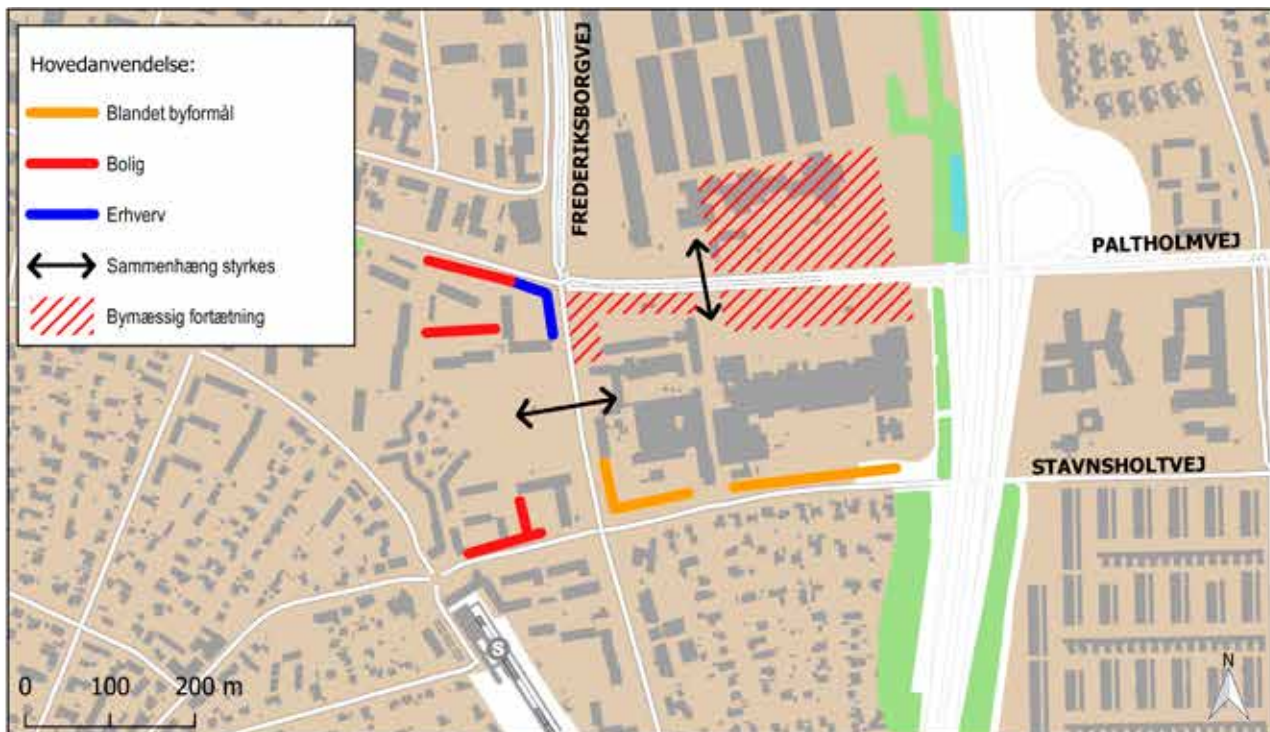 Hovedanvendelse:
Blandet byformål
Bolig
Erhverv
Sammenhæng styrkes
Bymæssig fortætning
FREDERIKSBORGVEJ
PALTHOLMVEJ
STAVNSHOLTVEJ
S
0 100 200 m
N